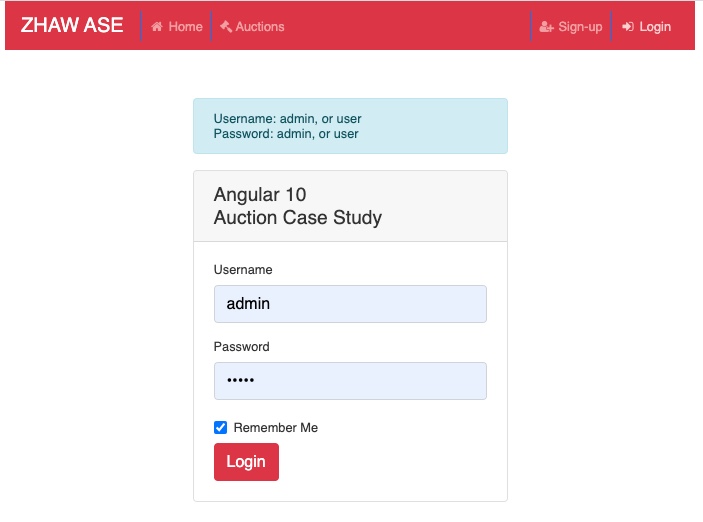 ZHAW ASE Home Auctions Sign-up Login
Username: admin, or user
Password: admin, or user
Angular 10
Auction Case Study
Username
admin
Password
•••••
Remember Me
Login